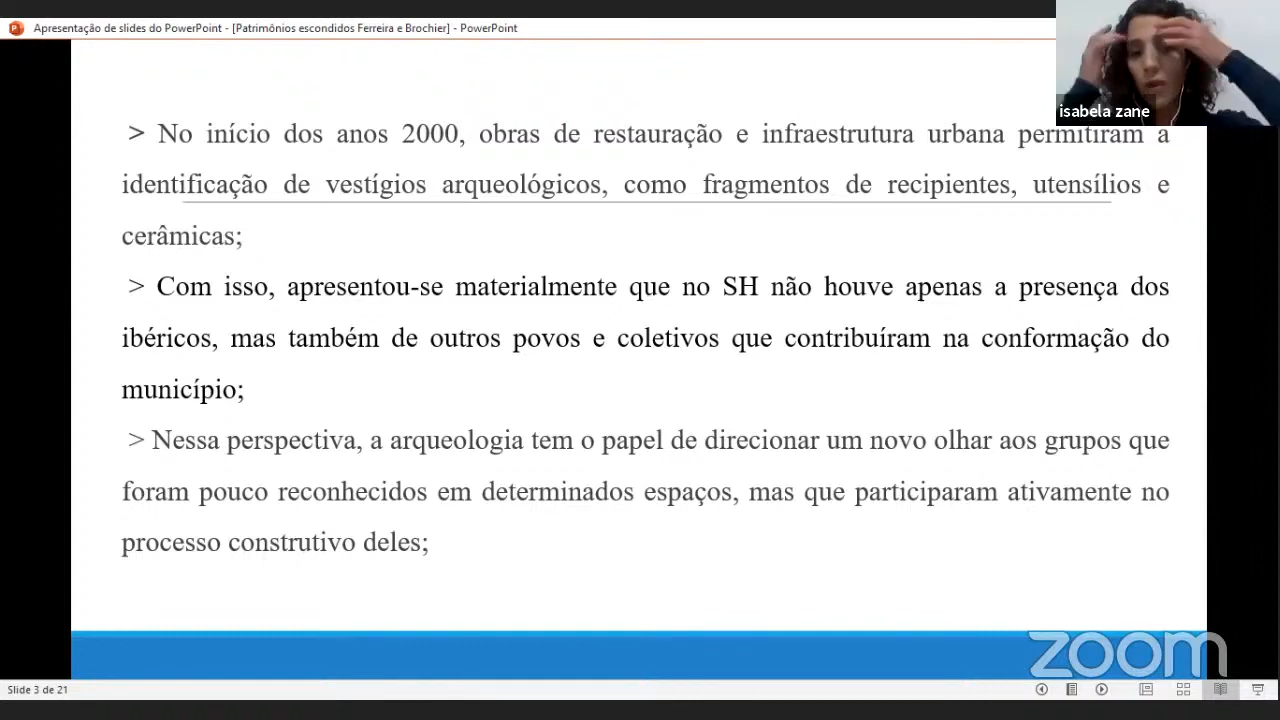 Apresentação de slides do PowerPoint - [Patrimônios escondidos Ferreira e Brochier] - PowerPoint
isabela zane
> No início dos anos 2000, obras de restauração e infraestrutura urbana permitiram a
identificação de vestígios arqueológicos, como fragmentos de recipientes, utensílios e
cerâmicas;
> Com isso, apresentou-se materialmente que no SH não houve apenas a presença dos
ibéricos, mas também de outros povos e coletivos que contribuíram na conformação do
município;
> Nessa perspectiva, a arqueologia tem o papel de direcionar um novo olhar aos grupos que
foram pouco reconhecidos em determinados espaços, mas que participaram ativamente no
processo construtivo deles;
zoom
Slide 3 de 21